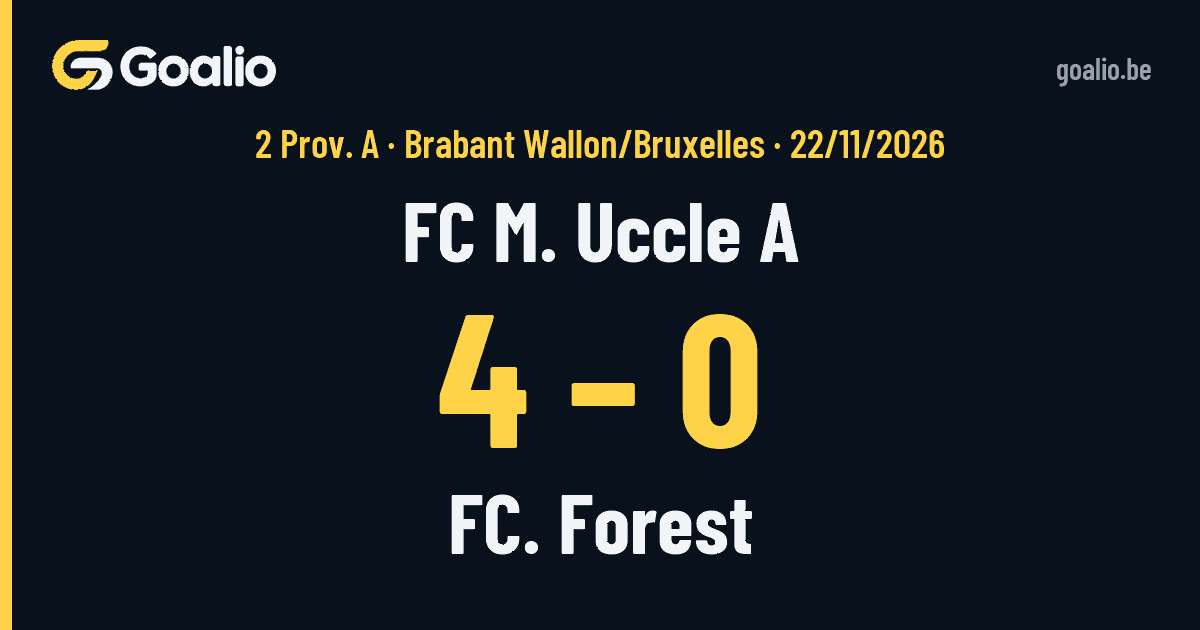 Goalio
goalio.be
2 Prov. A · Brabant Wallon/Bruxelles · 22/11/2026
FC M. Uccle A
4 – 0
FC. Forest